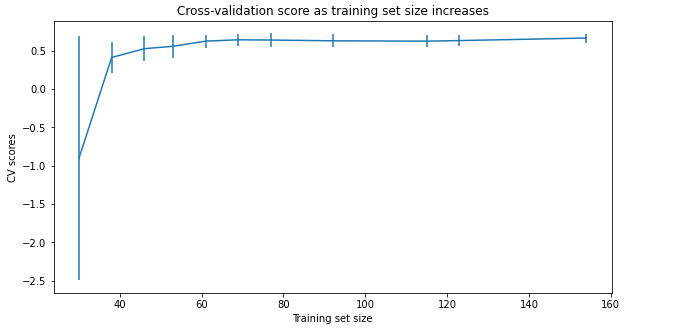 Cross-validation score as training set size increases
CV scores
0.5
0.0
−0.5
−1.0
−1.5
−2.0
−2.5
40 60 80 100 120 140 160
Training set size